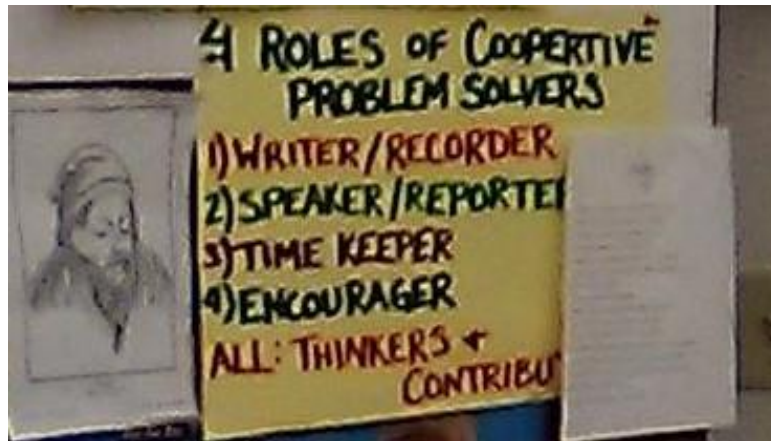 4 ROLES OF COOPERTIVE
PROBLEM SOLVERS
1) WRITER/RECORDER
2) SPEAKER/REPORTER
3) TIME KEEPER
4) ENCOURAGER
ALL: THINKERS +
CONTRIBU